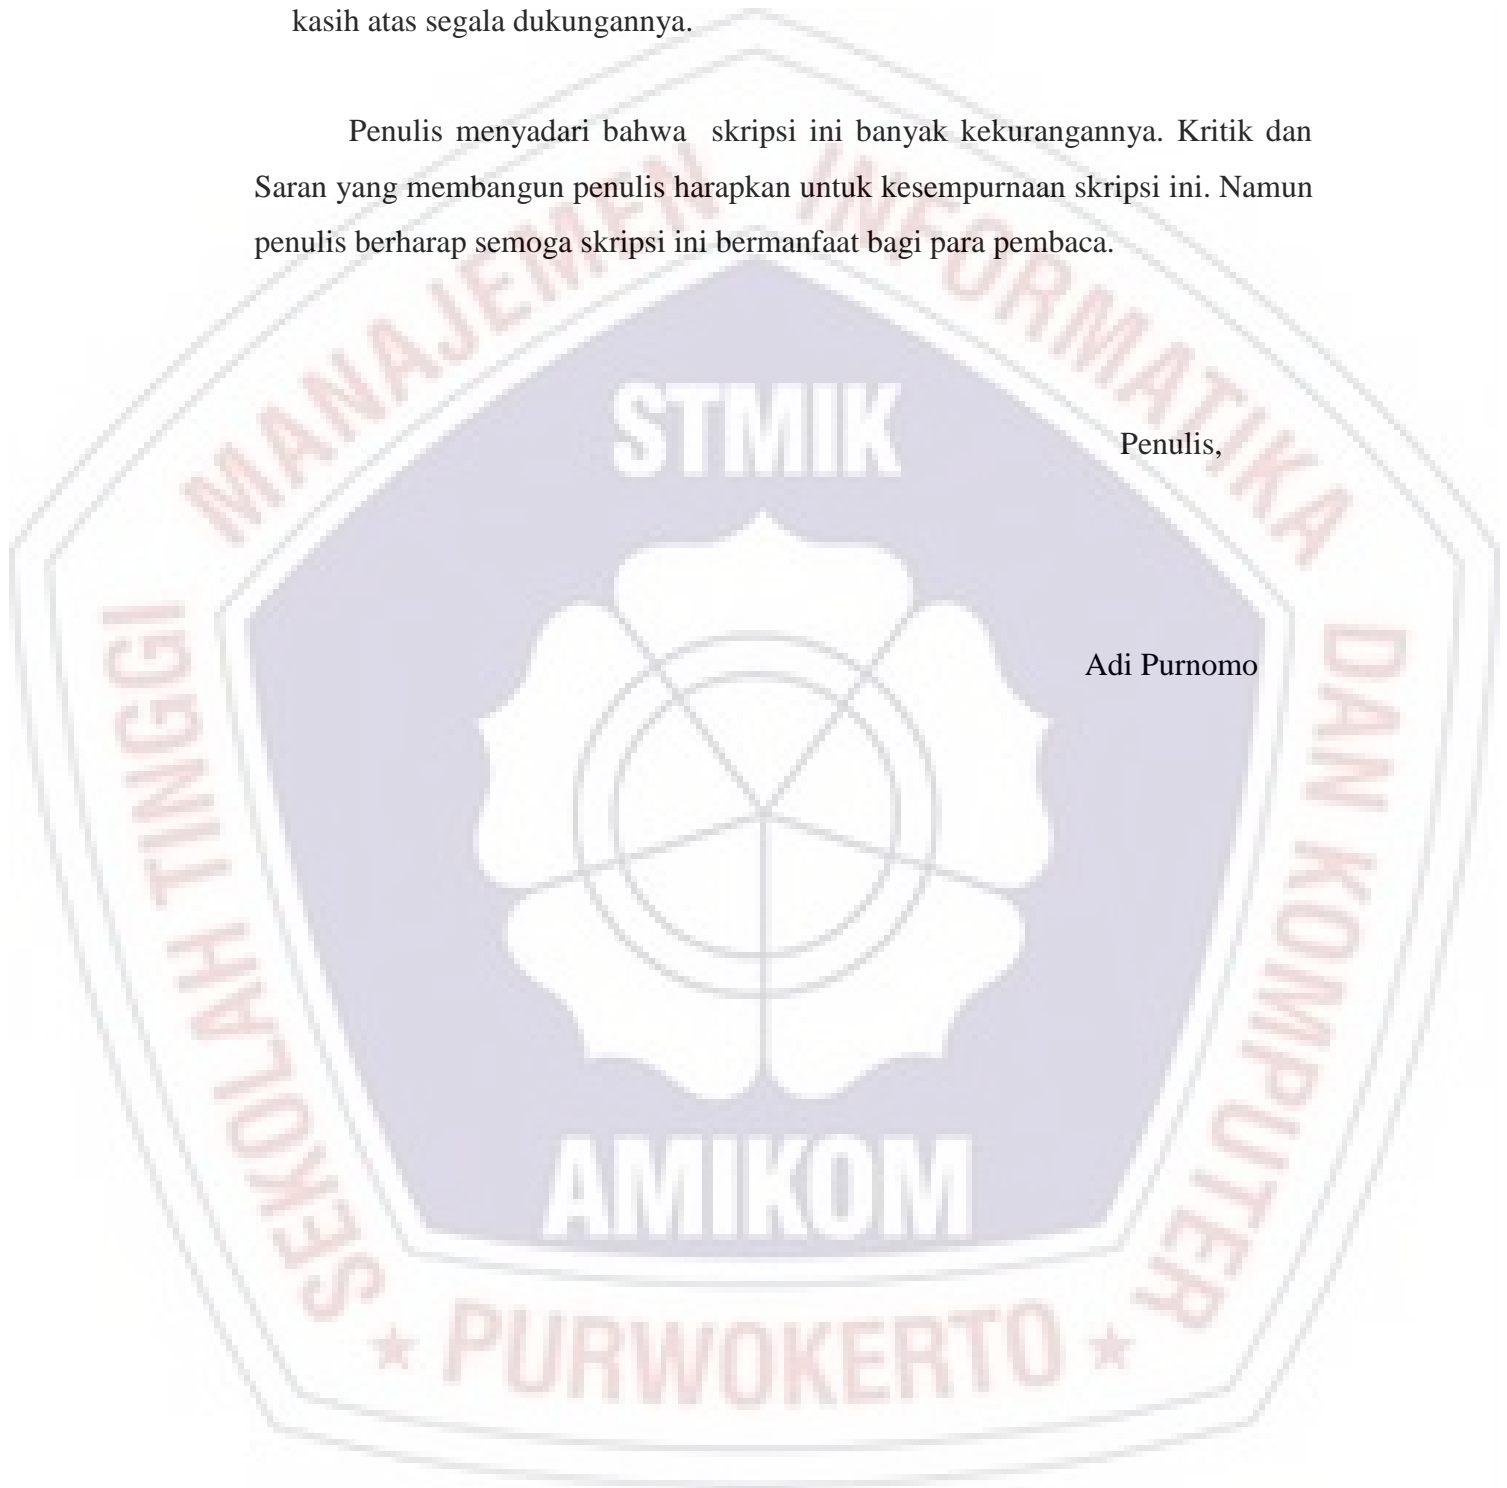 kasih atas segala dukungannya.
Penulis menyadari bahwa skripsi ini banyak kekurangannya. Kritik dan
Saran yang membangun penulis harapkan untuk kesempurnaan skripsi ini. Namun
penulis berharap semoga skripsi ini bermanfaat bagi para pembaca.
Penulis,
Adi Purnomo
SEKOLAH TINGGI MANAJEMEN INFORMATIKA DAN KOMPUTER
STMIK
AMIKOM
★ PURWOKERTO ★